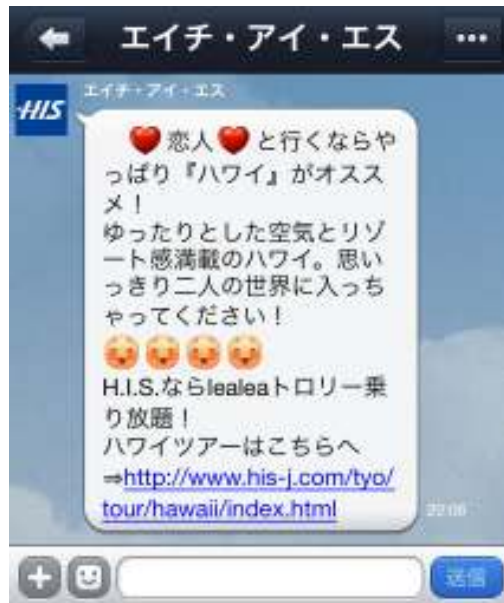 エイチ・アイ・エス
HIS
エイチ・アイ・エス
❤恋人❤と行くならや
っぱり『ハワイ』がオスス
メ！
ゆったりとした空気とリゾ
ート感満載のハワイ。思い
っきり二人の世界に入っち
ゃってください！
H.I.S.ならlealeaトロリー乗
り放題！
ハワイツアーはこちらへ
⇒http://www.his-j.com/tyo/
tour/hawaii/index.html
送信